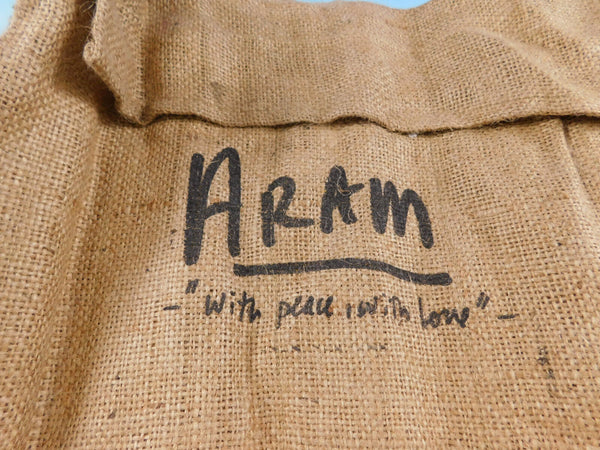 ARAM
- "With peace, with love" -